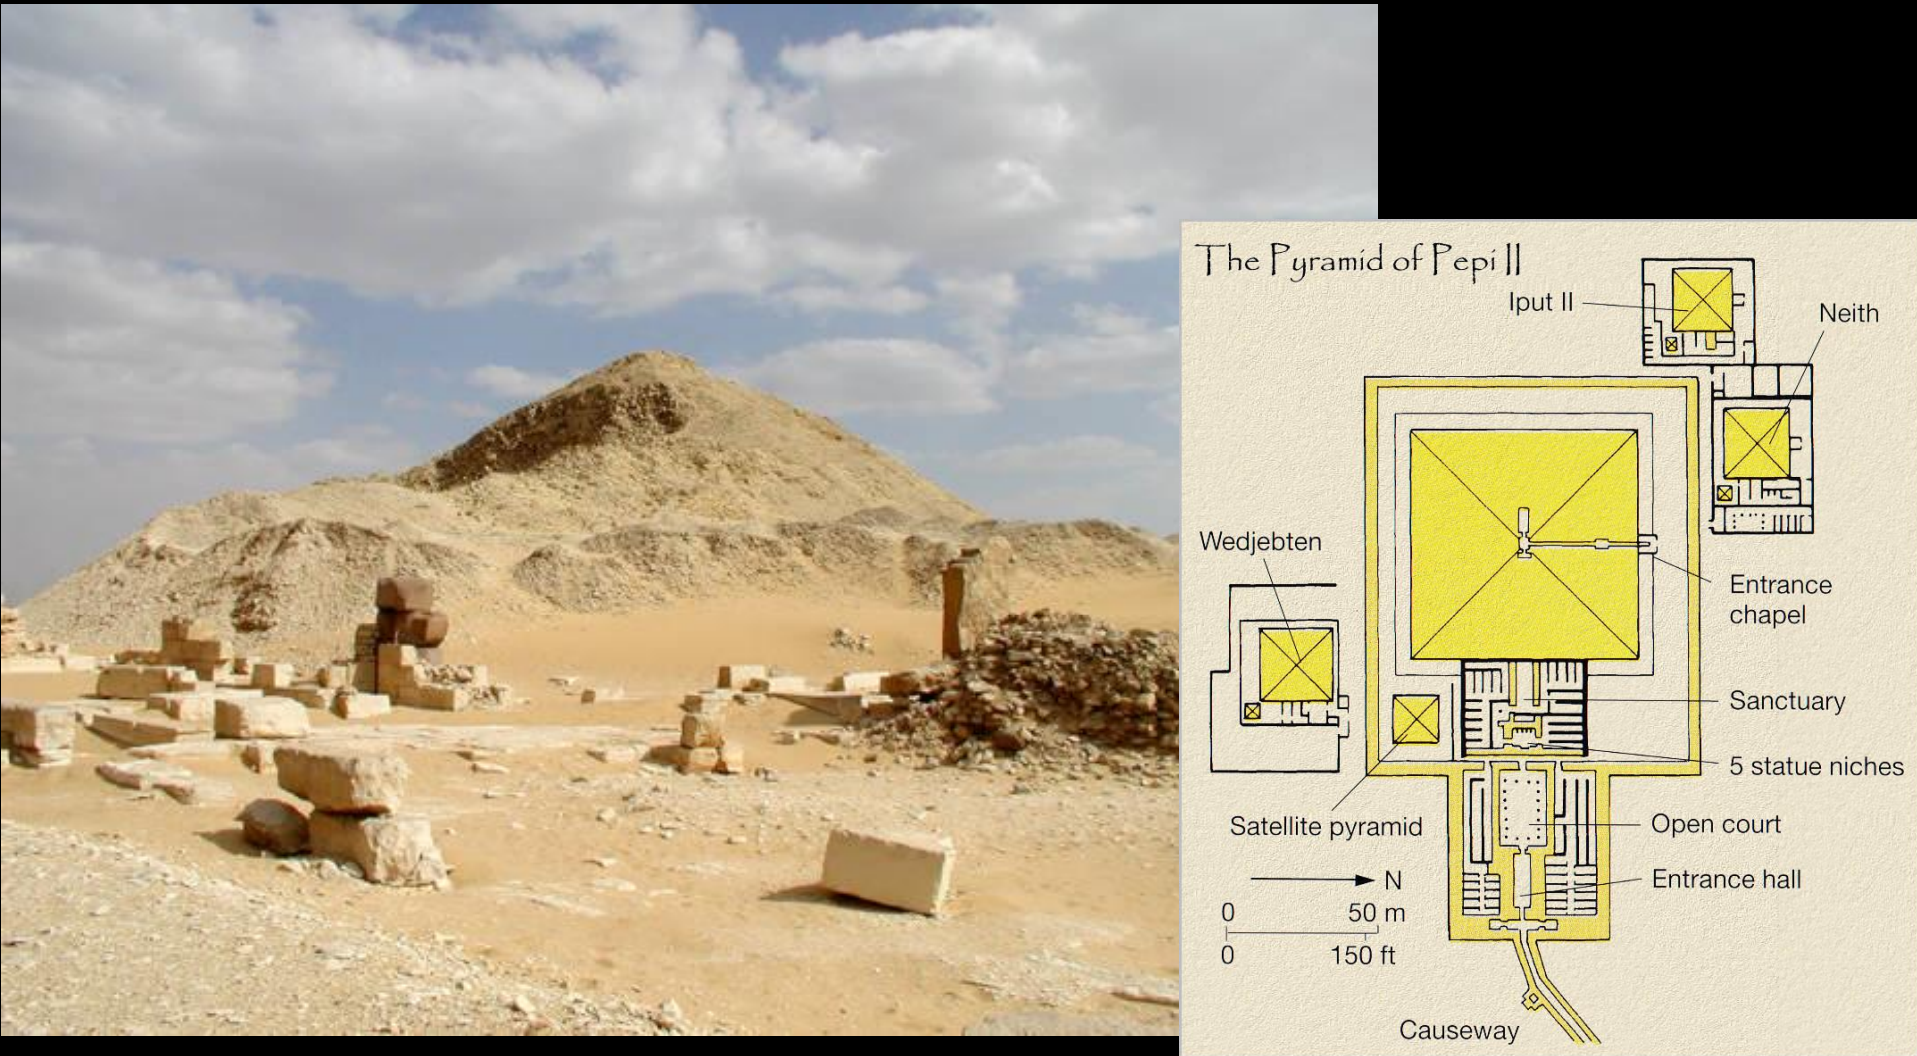 The Pyramid of Pepi II
Iput II
Neith
Wedjebten
Entrance
chapel
Sanctuary
5 statue niches
Satellite pyramid
Open court
N
Entrance hall
0 50 m
0 150 ft
Causeway